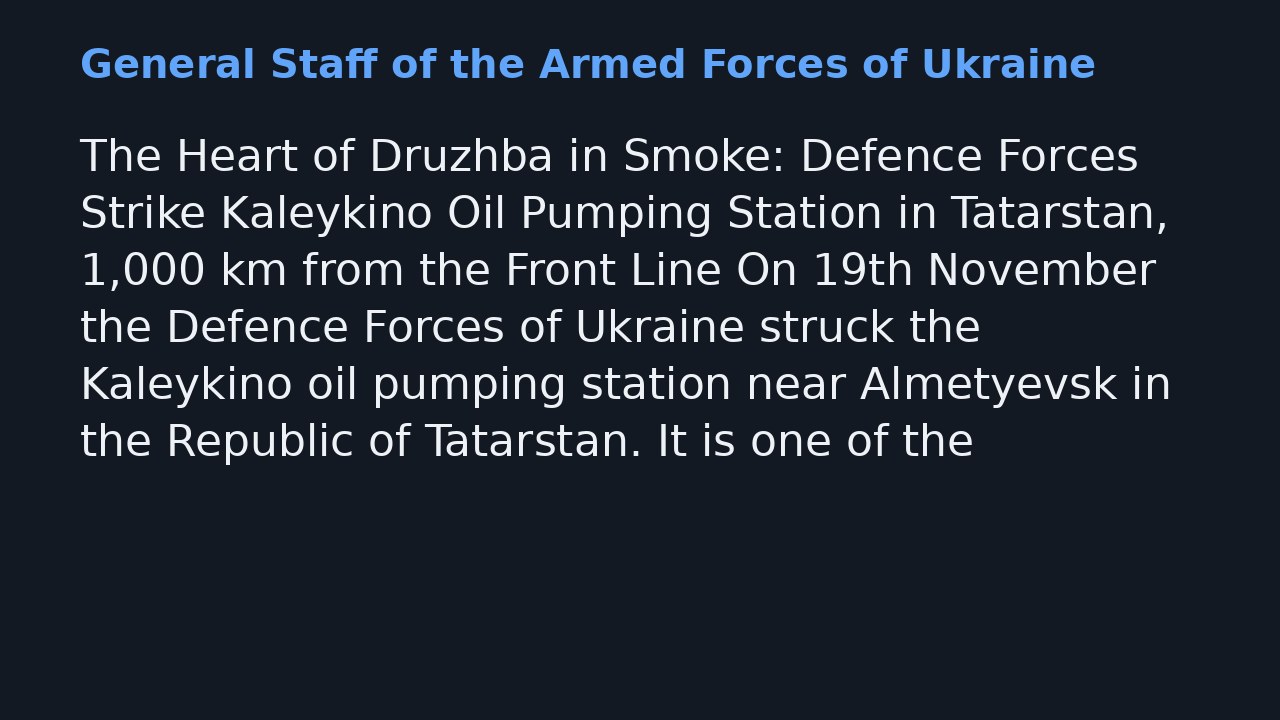 General Staff of the Armed Forces of Ukraine
The Heart of Druzhba in Smoke: Defence Forces
Strike Kaleykino Oil Pumping Station in Tatarstan,
1,000 km from the Front Line On 19th November
the Defence Forces of Ukraine struck the
Kaleykino oil pumping station near Almetyevsk in
the Republic of Tatarstan. It is one of the